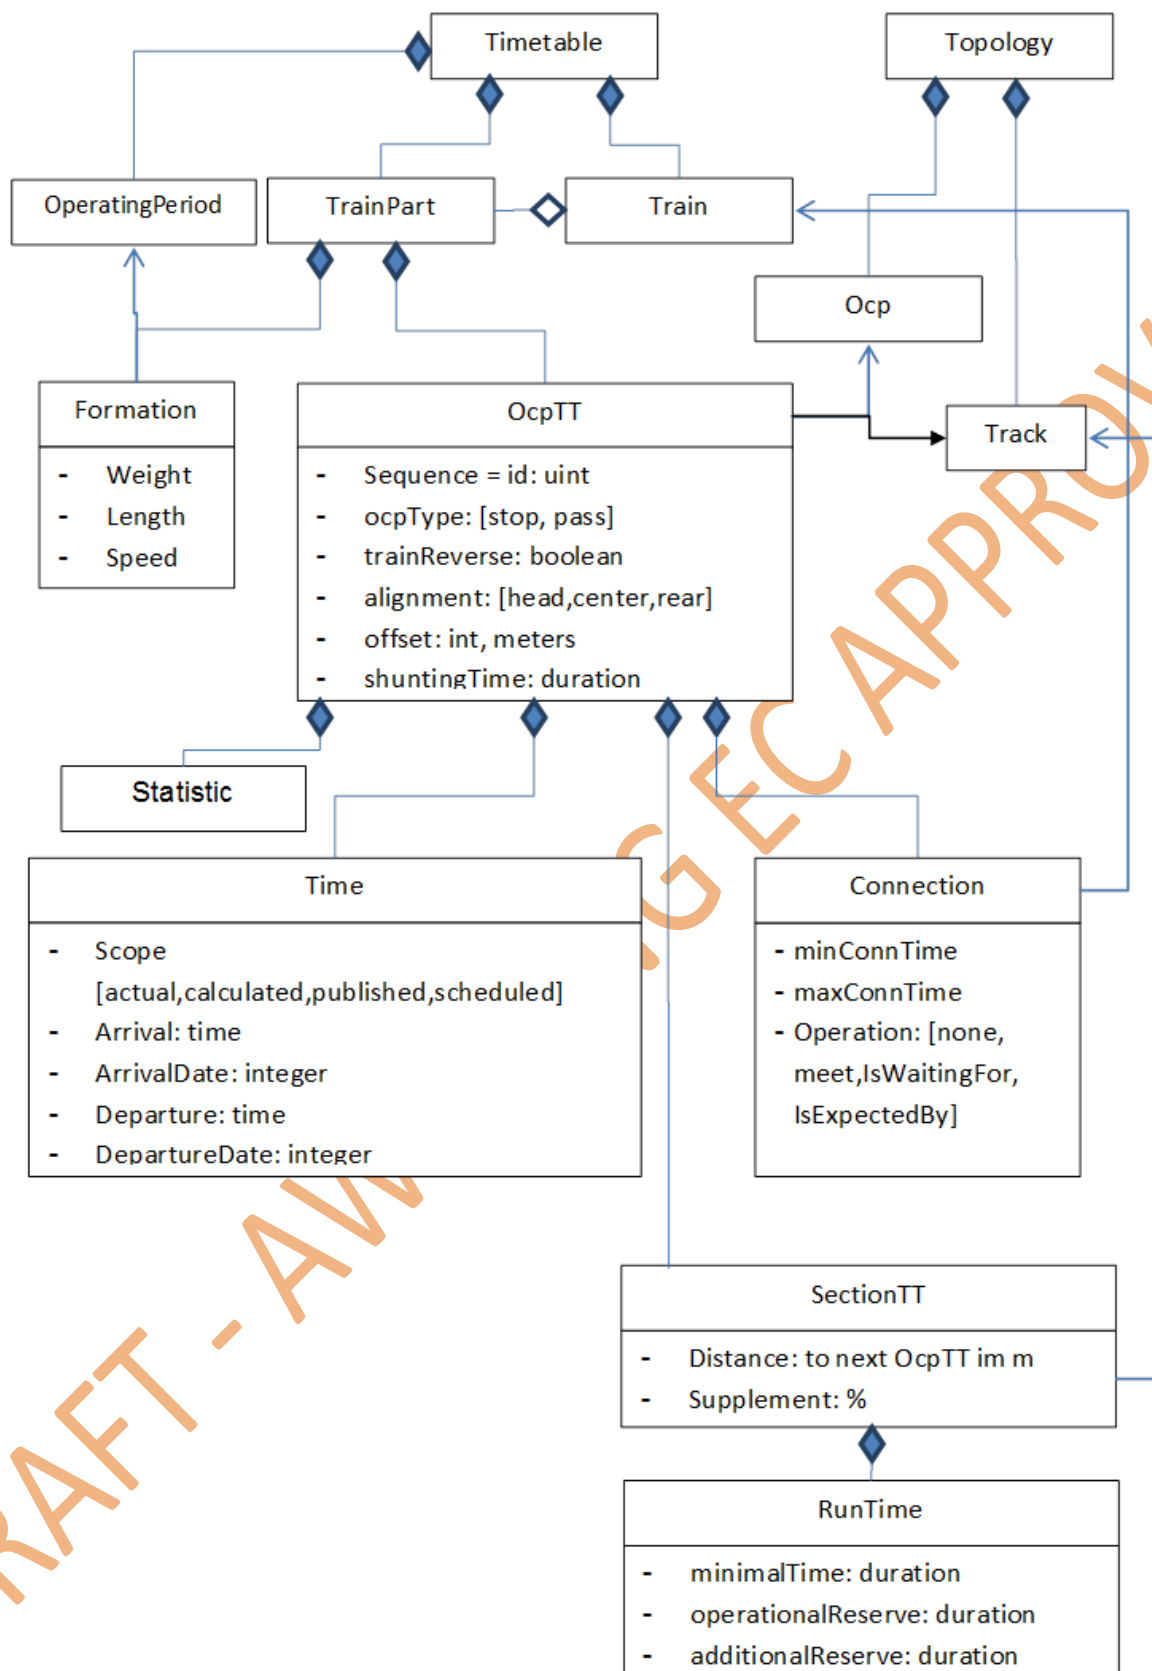 Timetable
Topology
OperatingPeriod
TrainPart
Train
Ocp
Formation
- Weight
- Length
- Speed
OcpTT
- Sequence = id: uint
- ocpType: [stop, pass]
- trainReverse: boolean
- alignment: [head,center,rear]
- offset: int, meters
- shuntingTime: duration
Track
Statistic
Time
- Scope
[actual,calculated,published,scheduled]
- Arrival: time
- ArrivalDate: integer
- Departure: time
- DepartureDate: integer
Connection
- minConnTime
- maxConnTime
- Operation: [none,
meet,IsWaitingFor,
IsExpectedBy]
SectionTT
- Distance: to next OcpTT im m
- Supplement: %
RunTime
- minimalTime: duration
- operationalReserve: duration
- additionalReserve: duration
RAFT - AW G EC APPROV